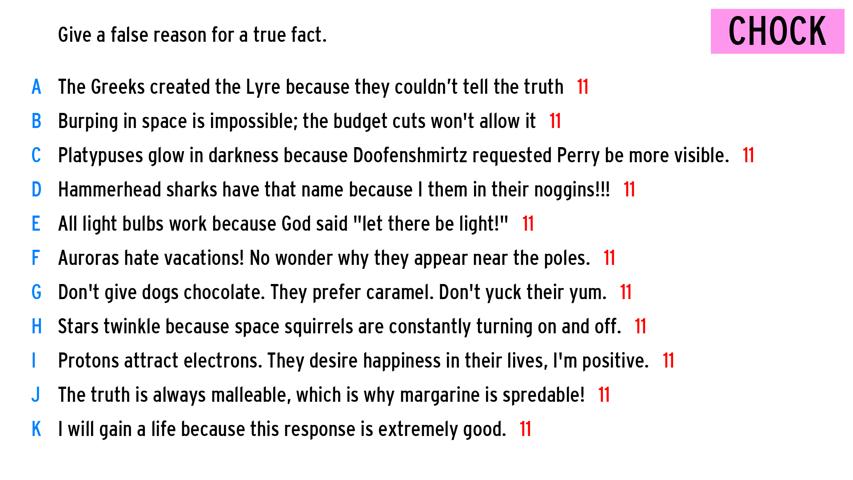 Give a false reason for a true fact.
CHOCK
A The Greeks created the Lyre because they couldn't tell the truth 11
B Burping in space is impossible; the budget cuts won't allow it 11
C Platypuses glow in darkness because Doofenshmirtz requested Perry be more visible. 11
D Hammerhead sharks have that name because I them in their noggins!!! 11
E All light bulbs work because God said "let there be light!" 11
F Auroras hate vacations! No wonder why they appear near the poles. 11
G Don't give dogs chocolate. They prefer caramel. Don't yuck their yum. 11
H Stars twinkle because space squirrels are constantly turning on and off. 11
I Protons attract electrons. They desire happiness in their lives, I'm positive. 11
J The truth is always malleable, which is why margarine is spredable! 11
K I will gain a life because this response is extremely good. 11